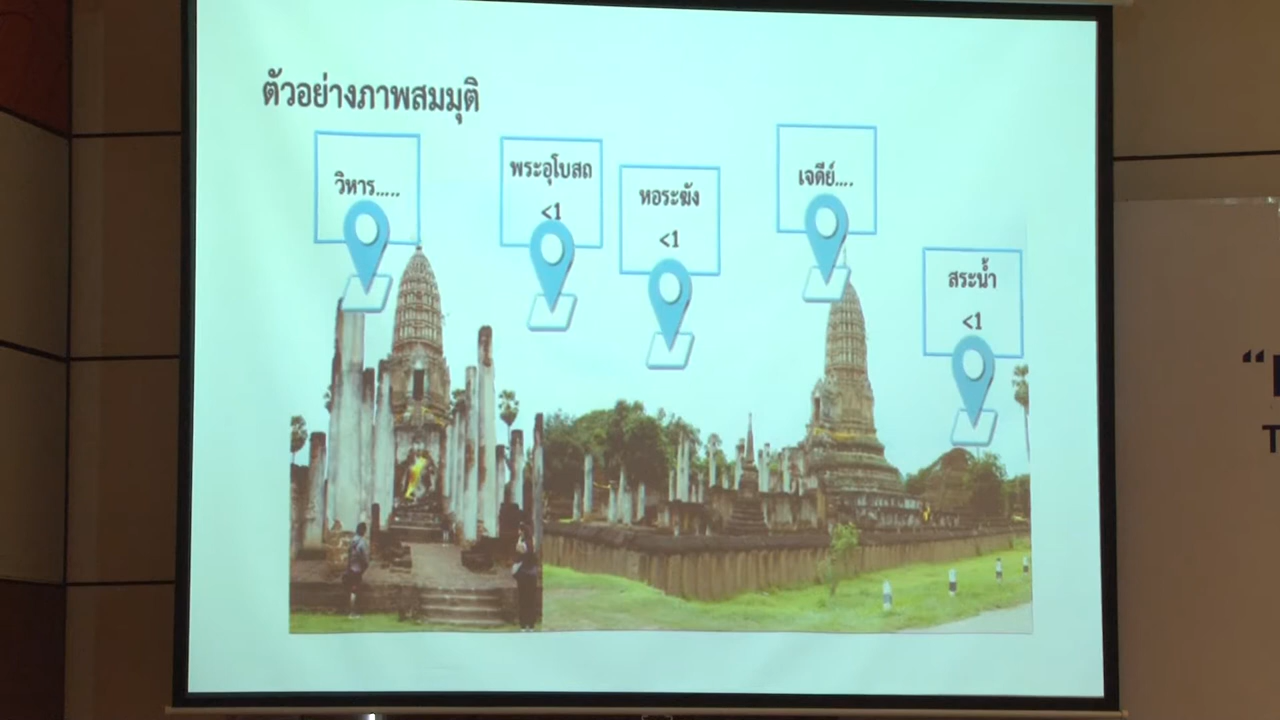 ตัวอย่างภาพสมมุติ
วิหาร.....
พระอุโบสถ
<1
หอระฆัง
<1
เจดีย์....
สระน้ำ
<1
“
T